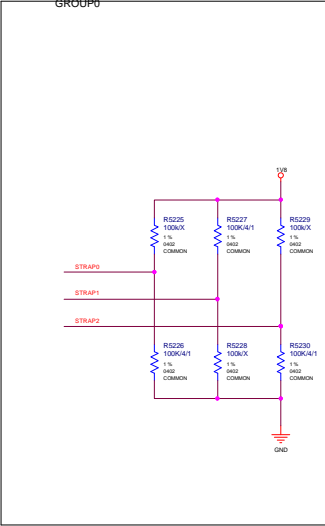 GROUP0
1V8
R5225
100k/X
1 %
0402
COMMON
R5227
100K/4/1
1 %
0402
COMMON
R5229
100k/X
1 %
0402
COMMON
STRAP0
STRAP1
STRAP2
R5226
100K/4/1
1 %
0402
COMMON
R5228
100k/X
1 %
0402
COMMON
R5230
100K/4/1
1 %
0402
COMMON
GND